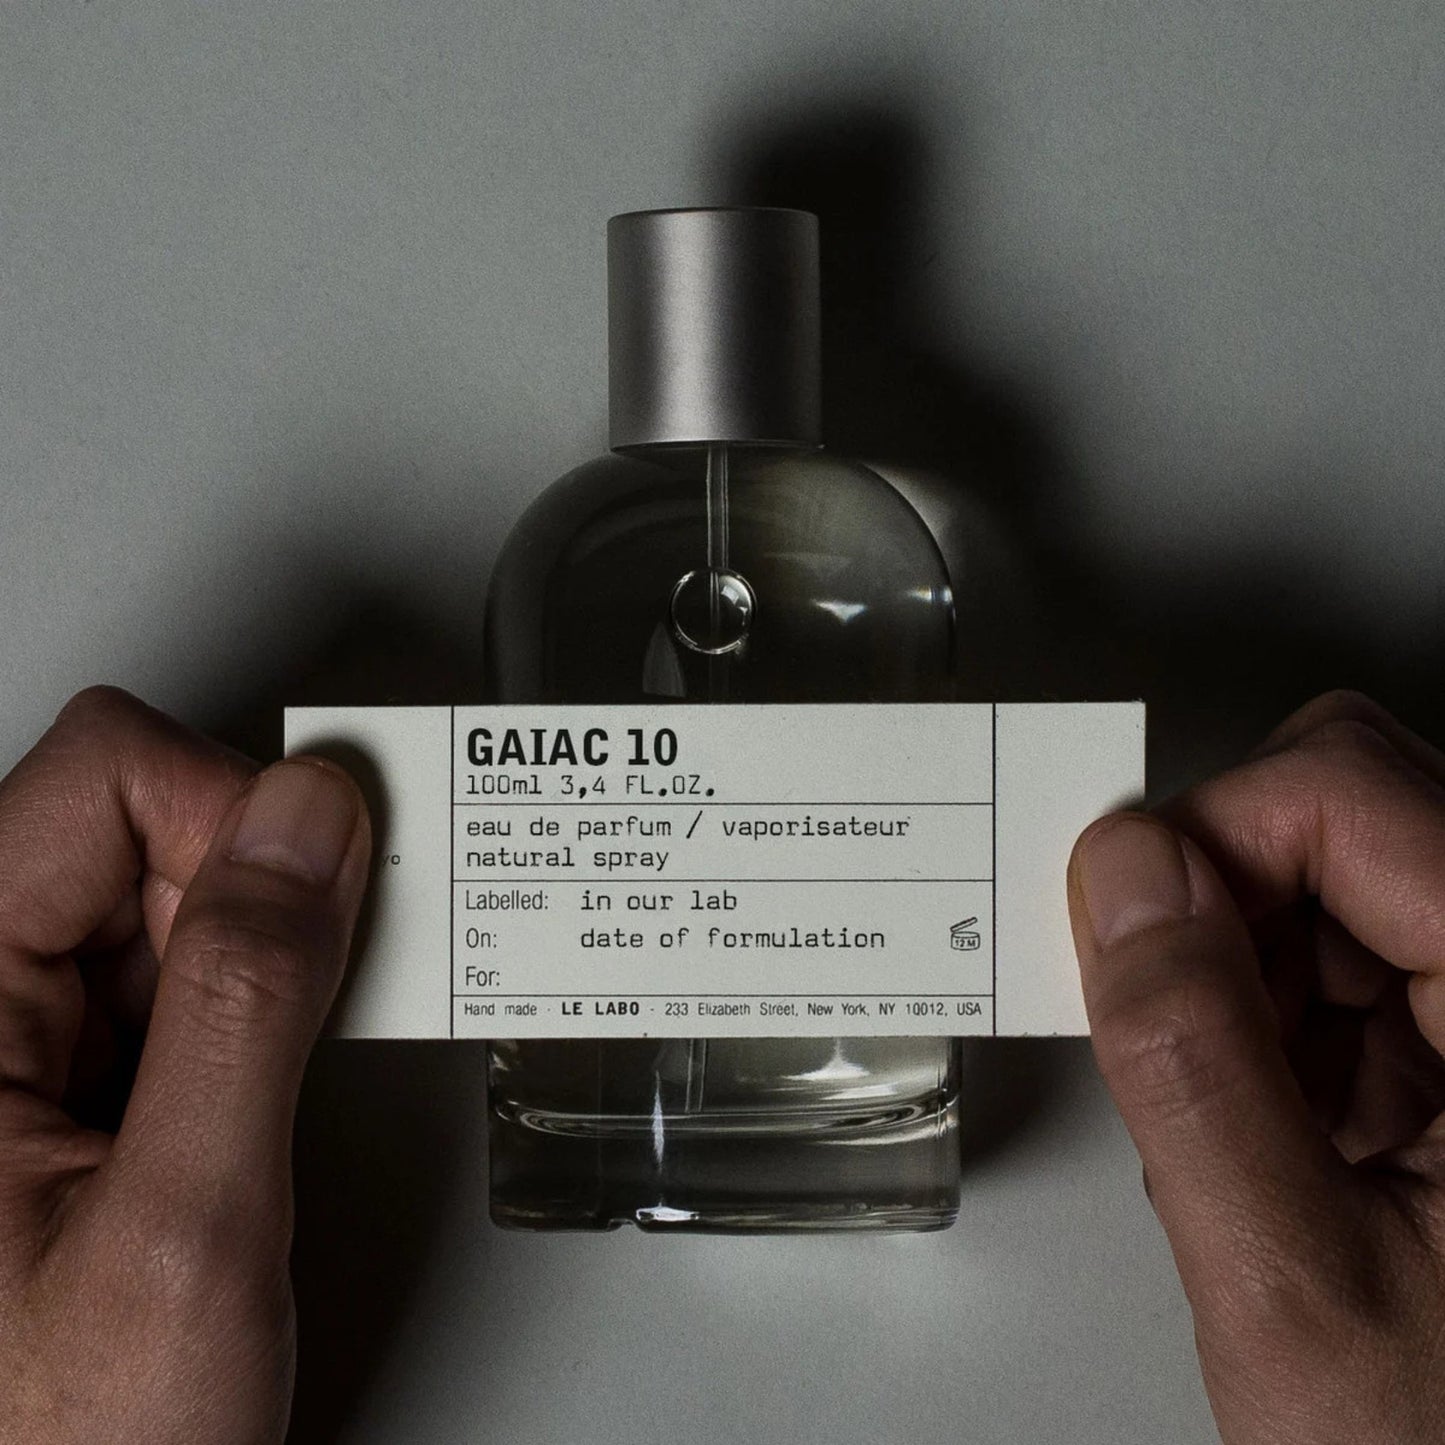 GAIAC 10
100ml 3,4 FL.OZ.
eau de parfum / vaporisateur
natural spray
Labelled: in our lab
On: date of formulation
12 M
For:
Hand made · LE LABO - 233 Elizabeth Street, New York, NY 10012, USA